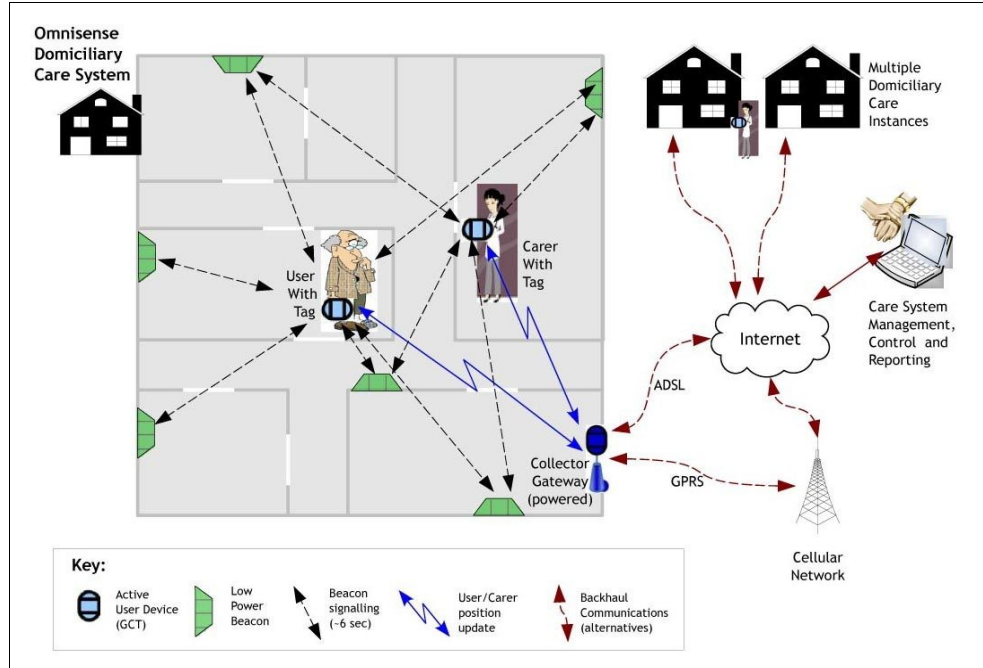 Omnisense
Domiciliary
Care System
Multiple
Domiciliary
Care
Instances
User
With
Tag
Carer
With
Tag
Internet
Care System
Management,
Control and
Reporting
ADSL
Collector
Gateway
(powered)
GPRS
Cellular
Network
Key:
Active
User Device
(GCT)
Low
Power
Beacon
Beacon
signalling
(~6 sec)
User/Carer
position
update
Backhaul
Communications
(alternatives)